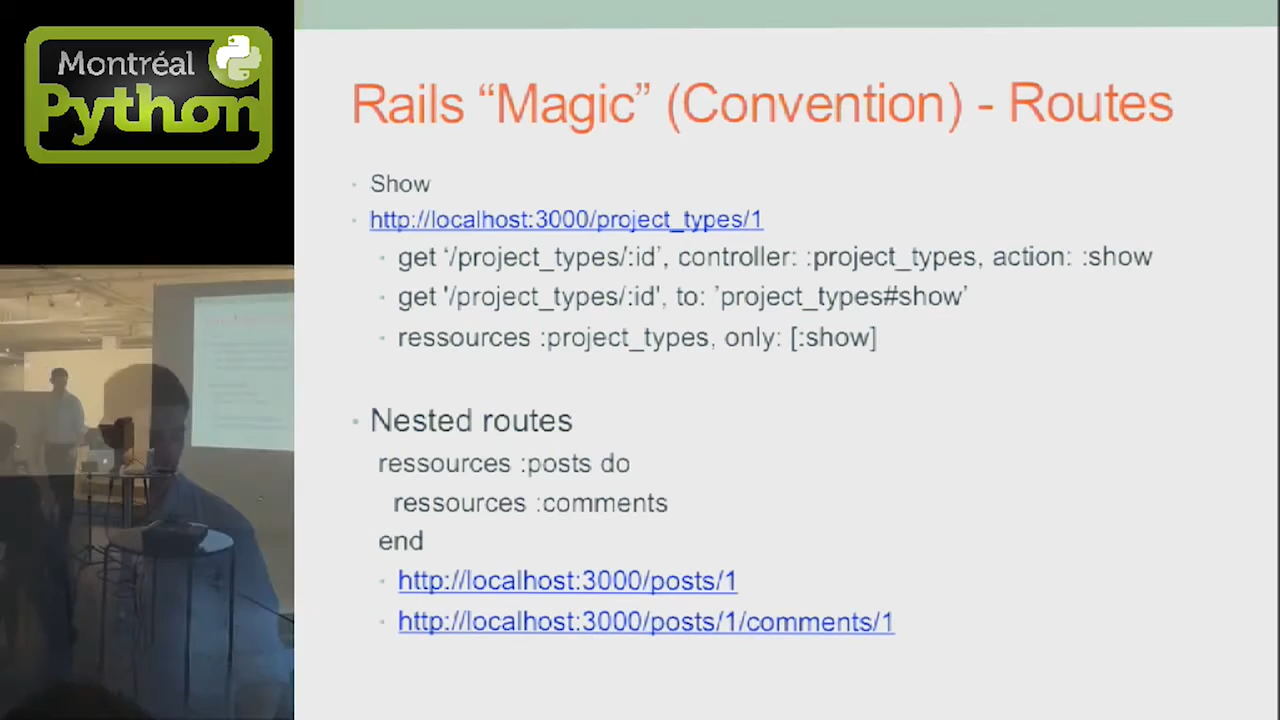 Montréal
Python
Rails “Magic” (Convention) - Routes
Show
http://localhost:3000/project_types/1
get ‘/project_types/:id’, controller: :project_types, action: :show
get '/project_types/:id', to: ’project_types#show’
ressources :project_types, only: [:show]
Nested routes
ressources :posts do
ressources :comments
end
http://localhost:3000/posts/1
http://localhost:3000/posts/1/comments/1